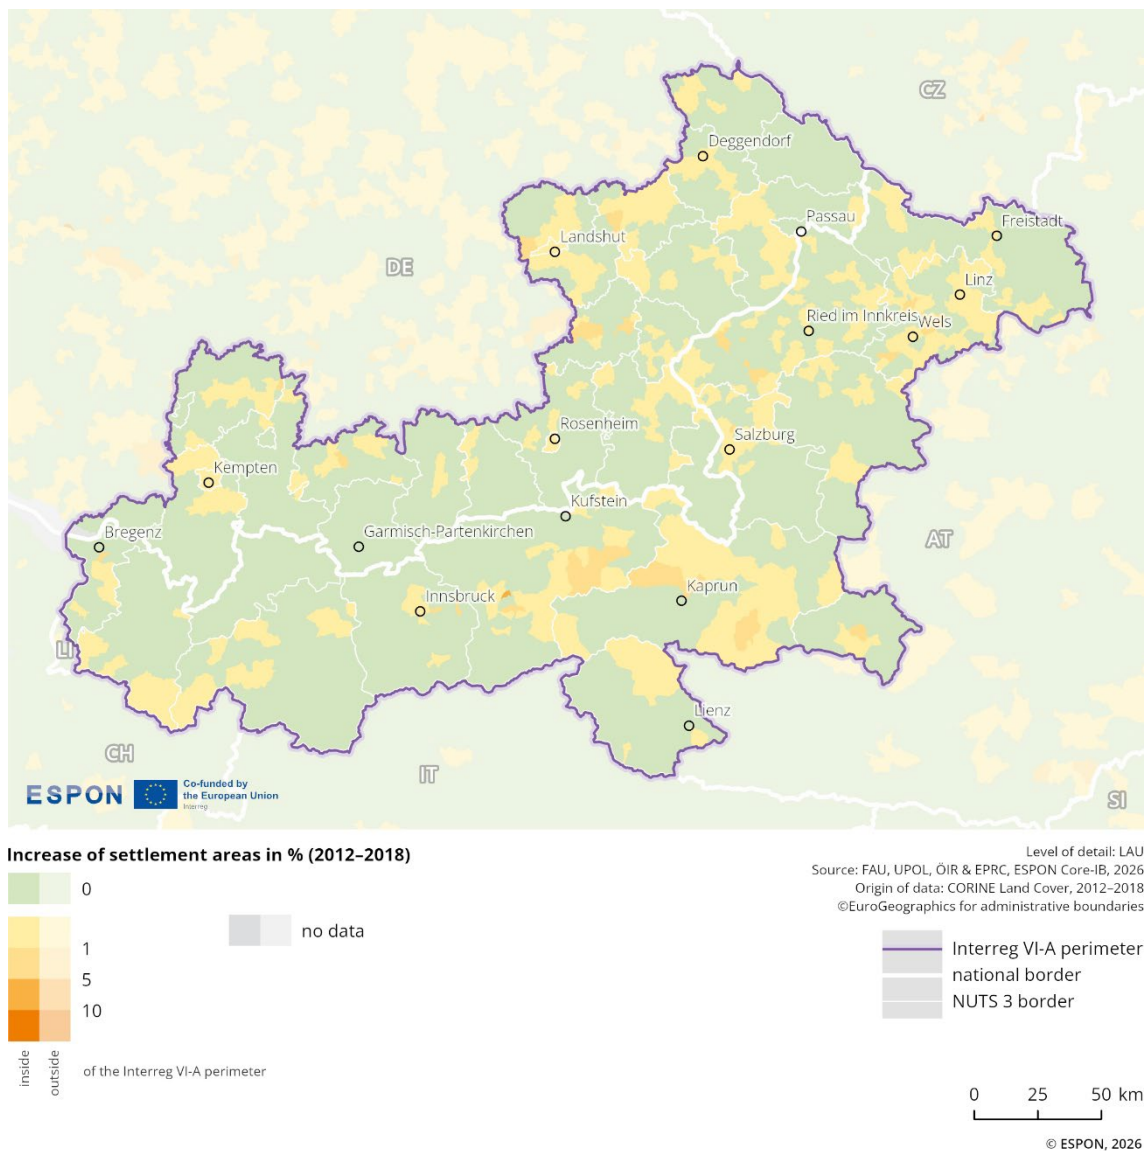 CZ
Deggendorf
Passau
Freistadt
Landshut
DE
Linz
Ried im Innkreis
Wels
Rosenheim
Salzburg
Kempten
Kufstein
Bregenz
Garmisch-Partenkirchen
AT
Kaprun
Innsbruck
LI
Lienz
CH
IT
SI
ESPON
Co-funded by
the European Union
Interreg
Increase of settlement areas in % (2012–2018)
0
1
5
10
inside
outside
of the Interreg VI-A perimeter
no data
Level of detail: LAU
Source: FAU, UPOL, ÖIR & EPRC, ESPON Core-IB, 2026
Origin of data: CORINE Land Cover, 2012–2018
©EuroGeographics for administrative boundaries
Interreg VI-A perimeter
national border
NUTS 3 border
0 25 50 km
© ESPON, 2026